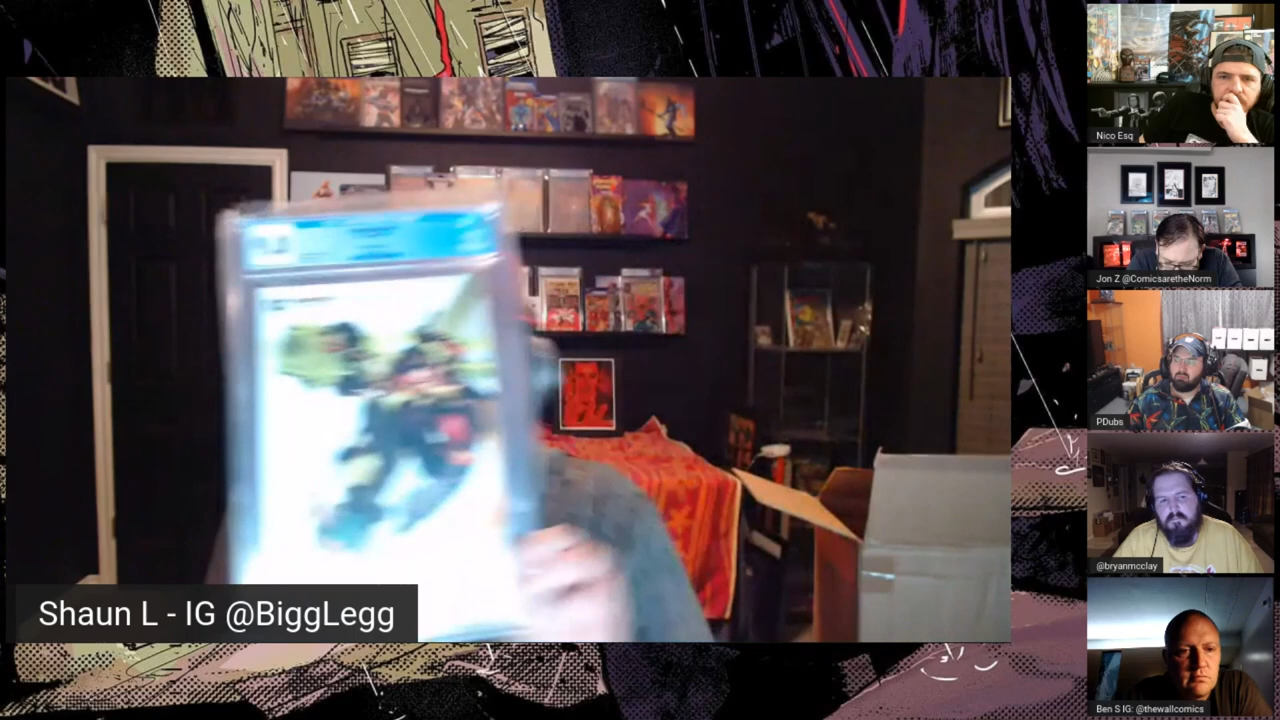 Shaun L - IG @BiggLegg
Nico Esq
Jon Z @ComicsaretheNorm
PDubs
@bryanmcclay
Ben S IG: @thewallcomics